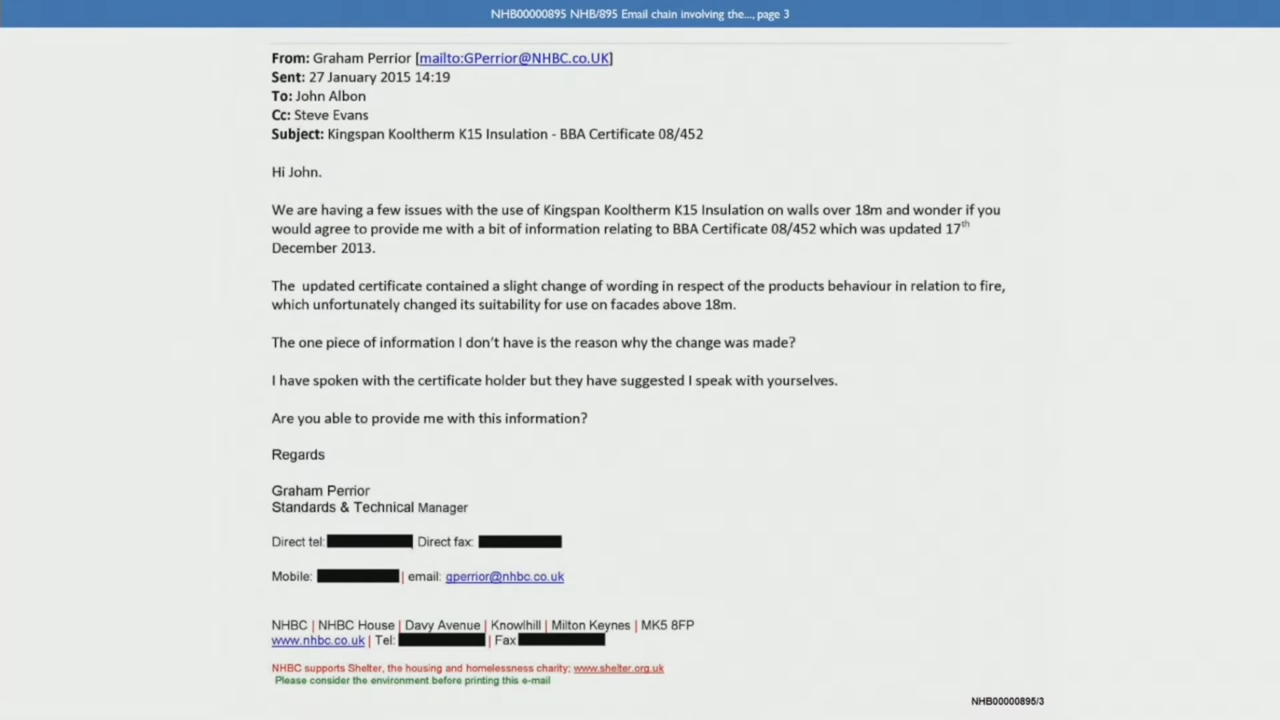 NHB00000895 NHB/895 Email chain involving the..., page 3
From: Graham Perrior [mailto:GPerrior@NHBC.co.UK]
Sent: 27 January 2015 14:19
To: John Albon
Cc: Steve Evans
Subject: Kingspan Kooltherm K15 Insulation - BBA Certificate 08/452
Hi John.
We are having a few issues with the use of Kingspan Kooltherm K15 Insulation on walls over 18m and wonder if you
would agree to provide me with a bit of information relating to BBA Certificate 08/452 which was updated 17th
December 2013.
The updated certificate contained a slight change of wording in respect of the products behaviour in relation to fire,
which unfortunately changed its suitability for use on facades above 18m.
The one piece of information I don't have is the reason why the change was made?
I have spoken with the certificate holder but they have suggested I speak with yourselves.
Are you able to provide me with this information?
Regards
Graham Perrior
Standards & Technical Manager
Direct tel: Direct fax:
Mobile: | email: gperrior@nhbc.co.uk
NHBC | NHBC House | Davy Avenue | Knowlhill | Milton Keynes | MK5 8FP
www.nhbc.co.uk | Tel: | Fax
NHBC supports Shelter, the housing and homelessness charity; www.shelter.org.uk
Please consider the environment before printing this e-mail
NHB00000895/3